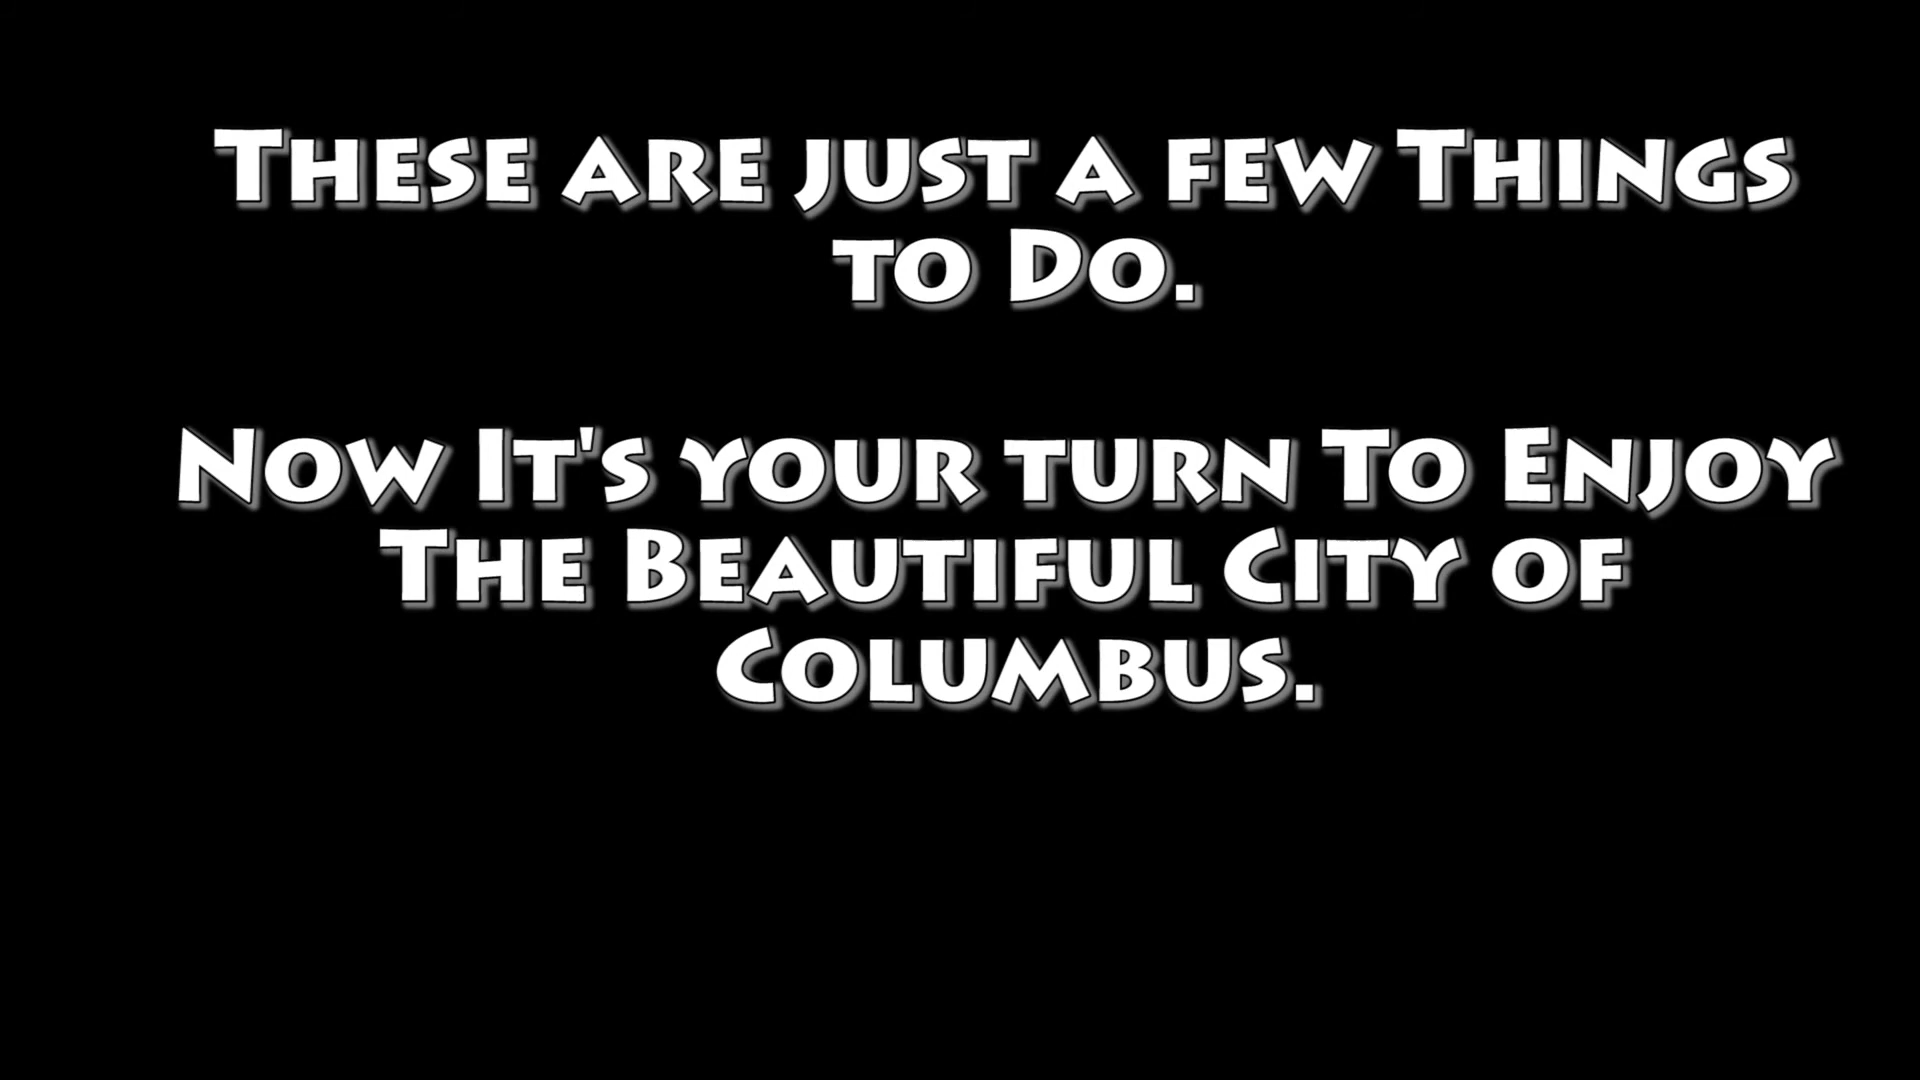 These are just a few Things
to Do.
Now It's your turn To Enjoy
The Beautiful City of
Columbus.